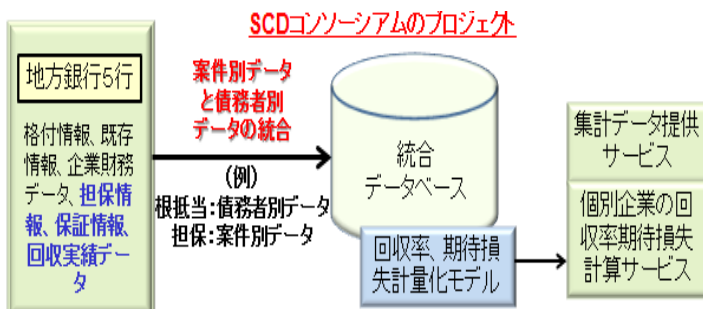 SCDコンソーシアムのプロジェクト
地方銀行5行
格付情報、既存
情報、企業財務
データ、担保情
報、保証情報、
回収実績デー
タ
案件別データ
と債務者別
データの統合
(例)
根抵当:債務者別データ
担保:案件別データ
統合
データベース
回収率、期待損
失計量化モデル
集計データ提供
サービス
個別企業の回
収率期待損失
計算サービス